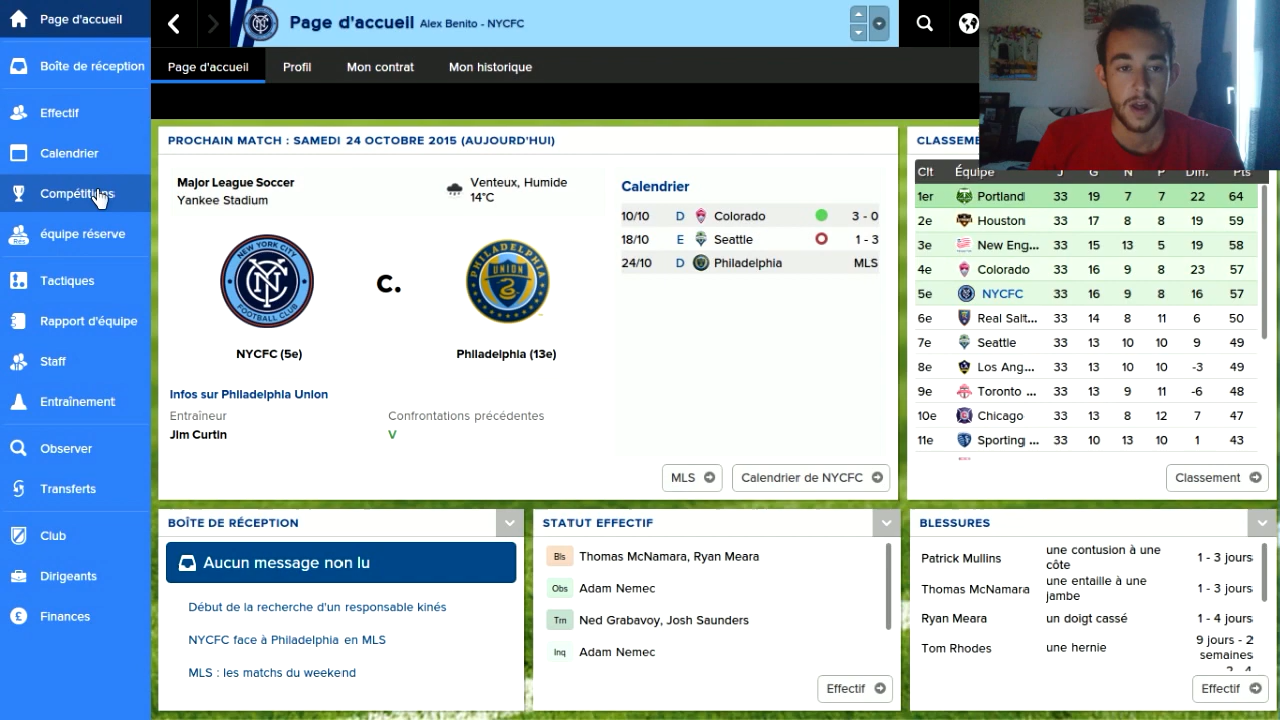 Page d'accueil
Boîte de réception
Effectif
Calendrier
Compétitions
équipe réserve
Tactiques
Rapport d'équipe
Staff
Entraînement
Observer
Transferts
Club
Dirigeants
Finances
Page d'accueil Alex Benito - NYCFC
Page d'accueil Profil Mon contrat Mon historique
PROCHAIN MATCH : SAMEDI 24 OCTOBRE 2015 (AUJOURD'HUI)
Major League Soccer
Yankee Stadium
Venteux, Humide
14°C
c.
NYCFC (5e)
PHILADELPHIA
UNION
Philadelphia (13e)
Infos sur Philadelphia Union
Entraîneur
Jim Curtin
Confrontations précédentes
V
Calendrier
10/10 D Colorado 3 - 0
18/10 E Seattle 1 - 3
24/10 D Philadelphia MLS
MLS
Calendrier de NYCFC
CLASSEME
Clt Équipe J G N P Diff. Pts
1er Portland 33 19 7 7 22 64
2e Houston 33 17 8 8 19 59
3e New Eng... 33 15 13 5 19 58
4e Colorado 33 16 9 8 23 57
5e NYCFC 33 16 9 8 16 57
6e Real Salt... 33 14 8 11 6 50
7e Seattle 33 13 10 10 9 49
8e Los Ang... 33 13 10 10 -3 49
9e Toronto ... 33 13 9 11 -6 48
10e Chicago 33 13 8 12 7 47
11e Sporting ... 33 10 13 10 1 43
Classement
BOÎTE DE RÉCEPTION
Aucun message non lu
Début de la recherche d'un responsable kinés
NYCFC face à Philadelphia en MLS
MLS : les matchs du weekend
STATUT EFFECTIF
Bls Thomas McNamara, Ryan Meara
Obs Adam Nemec
Trn Ned Grabavoy, Josh Saunders
Inq Adam Nemec
Effectif
BLESSURES
Patrick Mullins une contusion à une côte 1 - 3 jours
Thomas McNamara une entaille à une jambe 1 - 3 jours
Ryan Meara un doigt cassé 1 - 4 jours
Tom Rhodes une hernie 9 jours - 2 semaines
Effectif